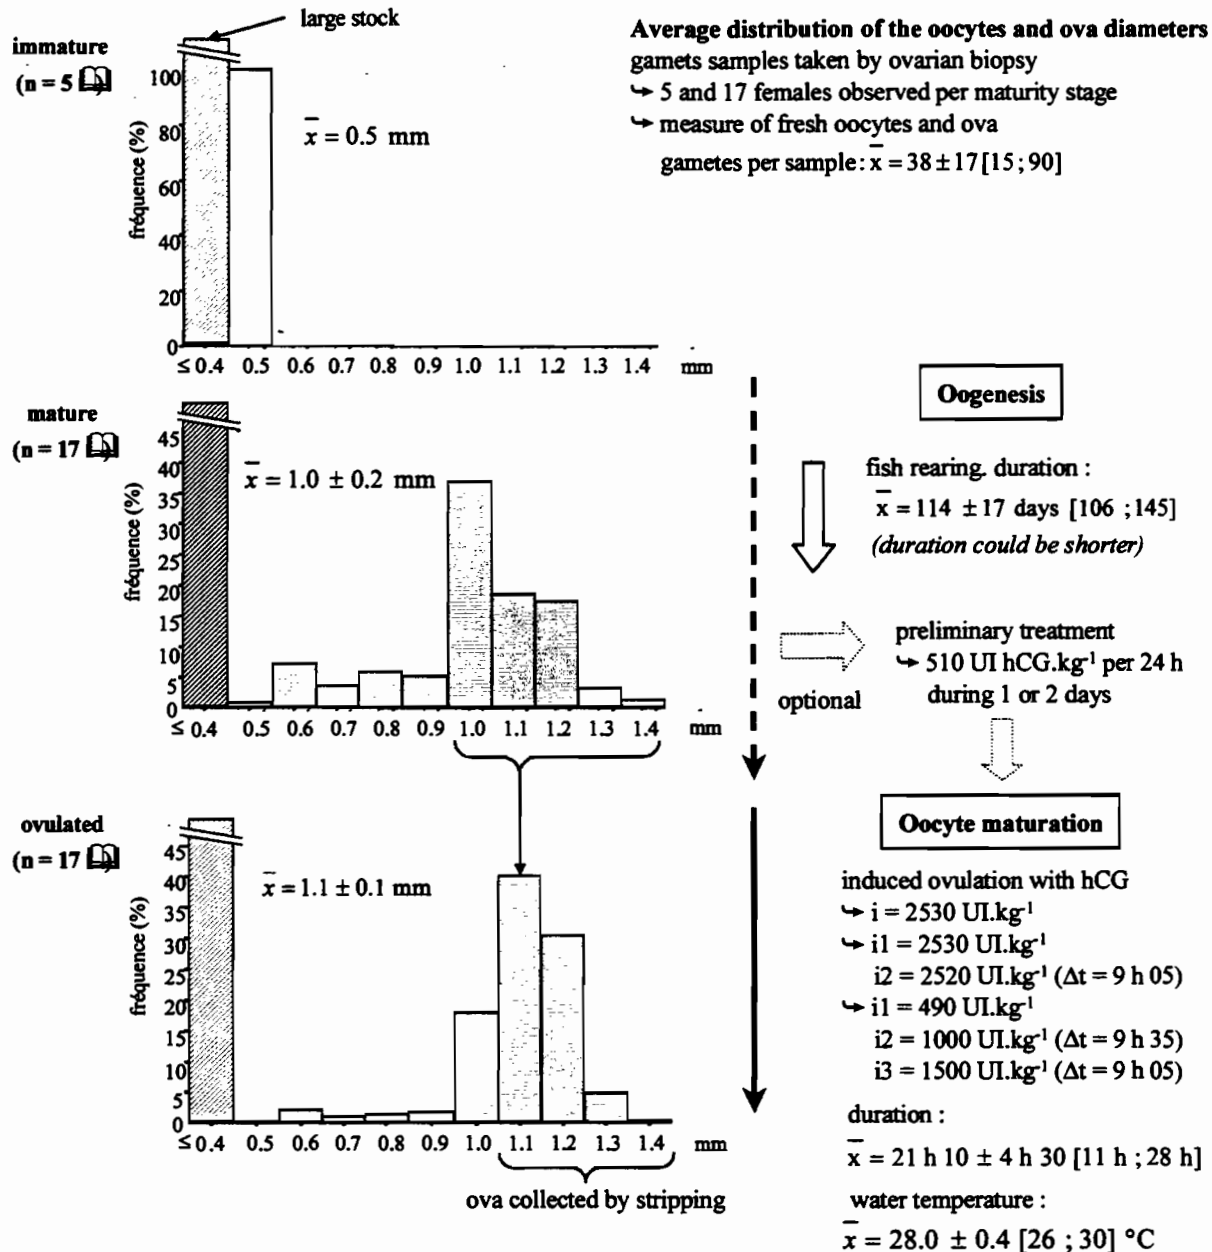 large stock
immature
(n = 5)
fréquence (%)
100
80
60
40
20
0
x̅ = 0.5 mm
≤ 0.4 0.5 0.6 0.7 0.8 0.9 1.0 1.1 1.2 1.3 1.4 mm
Average distribution of the oocytes and ova diameters
gamets samples taken by ovarian biopsy
↪ 5 and 17 females observed per maturity stage
↪ measure of fresh oocytes and ova
gametes per sample: x̅ = 38 ± 17 [15 ; 90]
mature
(n = 17)
fréquence (%)
45
40
35
30
25
20
15
10
5
0
x̅ = 1.0 ± 0.2 mm
≤ 0.4 0.5 0.6 0.7 0.8 0.9 1.0 1.1 1.2 1.3 1.4 mm
ovulated
(n = 17)
fréquence (%)
45
40
35
30
25
20
15
10
5
0
x̅ = 1.1 ± 0.1 mm
≤ 0.4 0.5 0.6 0.7 0.8 0.9 1.0 1.1 1.2 1.3 1.4 mm
ova collected by stripping
Oogenesis
fish rearing. duration :
x̅ = 114 ± 17 days [106 ; 145]
(duration could be shorter)
optional
preliminary treatment
↪ 510 UI hCG.kg⁻¹ per 24 h
during 1 or 2 days
Oocyte maturation
induced ovulation with hCG
↪ i = 2530 UI.kg⁻¹
↪ i1 = 2530 UI.kg⁻¹
i2 = 2520 UI.kg⁻¹ (Δt = 9 h 05)
↪ i1 = 490 UI.kg⁻¹
i2 = 1000 UI.kg⁻¹ (Δt = 9 h 35)
i3 = 1500 UI.kg⁻¹ (Δt = 9 h 05)
duration :
x̅ = 21 h 10 ± 4 h 30 [11 h ; 28 h]
water temperature :
x̅ = 28.0 ± 0.4 [26 ; 30] °C